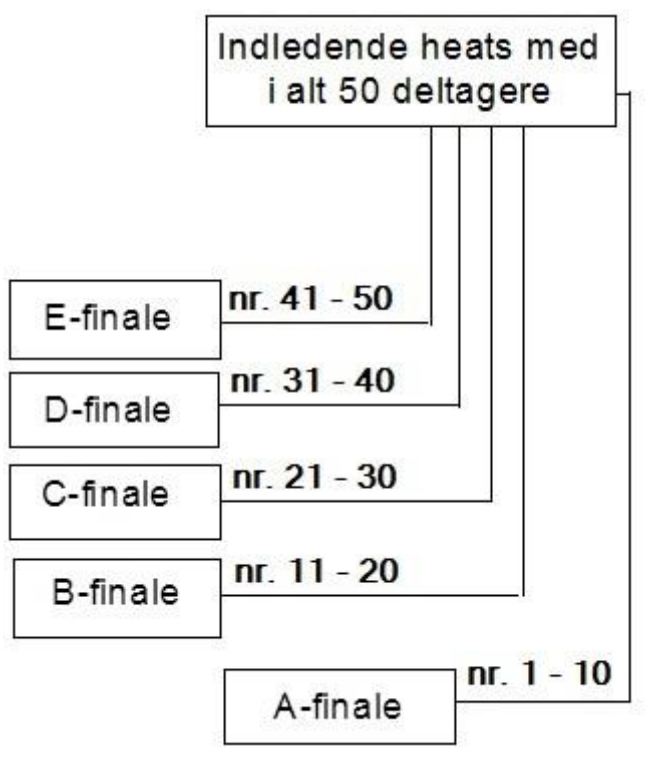 Indledende heats med
i alt 50 deltagere
E-finale
nr. 41 - 50
D-finale
nr. 31 - 40
C-finale
nr. 21 - 30
B-finale
nr. 11 - 20
A-finale
nr. 1 - 10